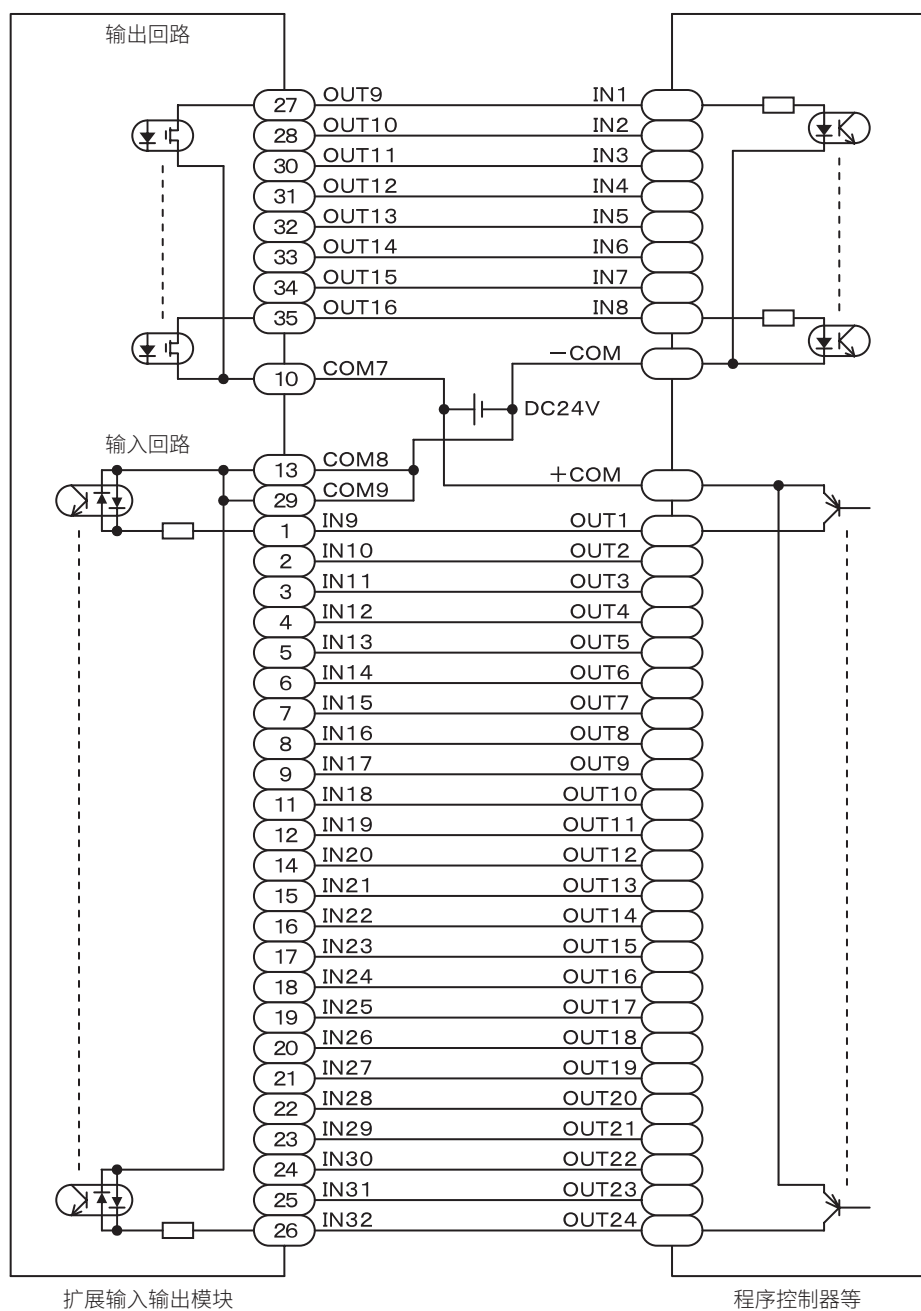 输出回路
27 OUT9 IN1
28 OUT10 IN2
30 OUT11 IN3
31 OUT12 IN4
32 OUT13 IN5
33 OUT14 IN6
34 OUT15 IN7
35 OUT16 IN8
－COM
10 COM7
DC24V
输入回路
13 COM8
＋COM
29 COM9
1 IN9 OUT1
2 IN10 OUT2
3 IN11 OUT3
4 IN12 OUT4
5 IN13 OUT5
6 IN14 OUT6
7 IN15 OUT7
8 IN16 OUT8
9 IN17 OUT9
11 IN18 OUT10
12 IN19 OUT11
14 IN20 OUT12
15 IN21 OUT13
16 IN22 OUT14
17 IN23 OUT15
18 IN24 OUT16
19 IN25 OUT17
20 IN26 OUT18
21 IN27 OUT19
22 IN28 OUT20
23 IN29 OUT21
24 IN30 OUT22
25 IN31 OUT23
26 IN32 OUT24
扩展输入输出模块 程序控制器等